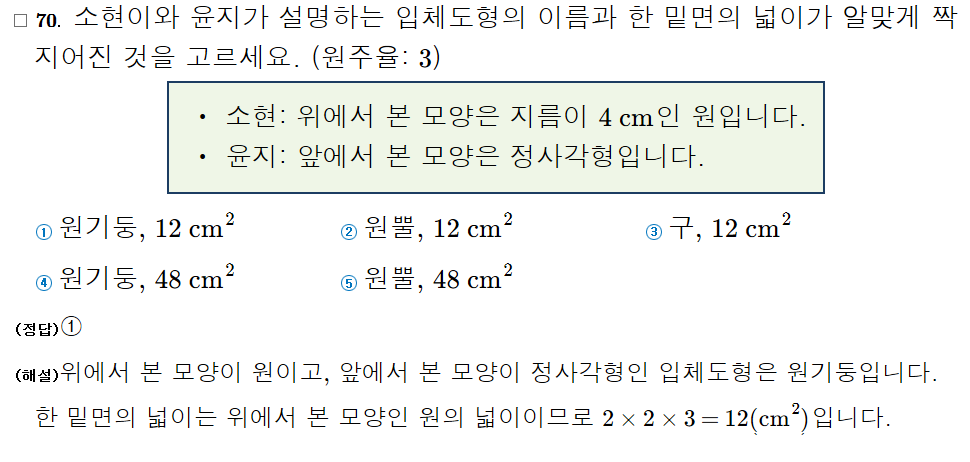 □ 70. 소현이와 윤지가 설명하는 입체도형의 이름과 한 밑면의 넓이가 알맞게 짝
지어진 것을 고르세요. (원주율: 3)
• 소현: 위에서 본 모양은 지름이 4 cm인 원입니다.
• 윤지: 앞에서 본 모양은 정사각형입니다.
① 원기둥, 12 cm² ② 원뿔, 12 cm² ③ 구, 12 cm²
④ 원기둥, 48 cm² ⑤ 원뿔, 48 cm²
(정답)①
(해설)위에서 본 모양이 원이고, 앞에서 본 모양이 정사각형인 입체도형은 원기둥입니다.
한 밑면의 넓이는 위에서 본 모양인 원의 넓이이므로 2×2×3=12(cm²)입니다.